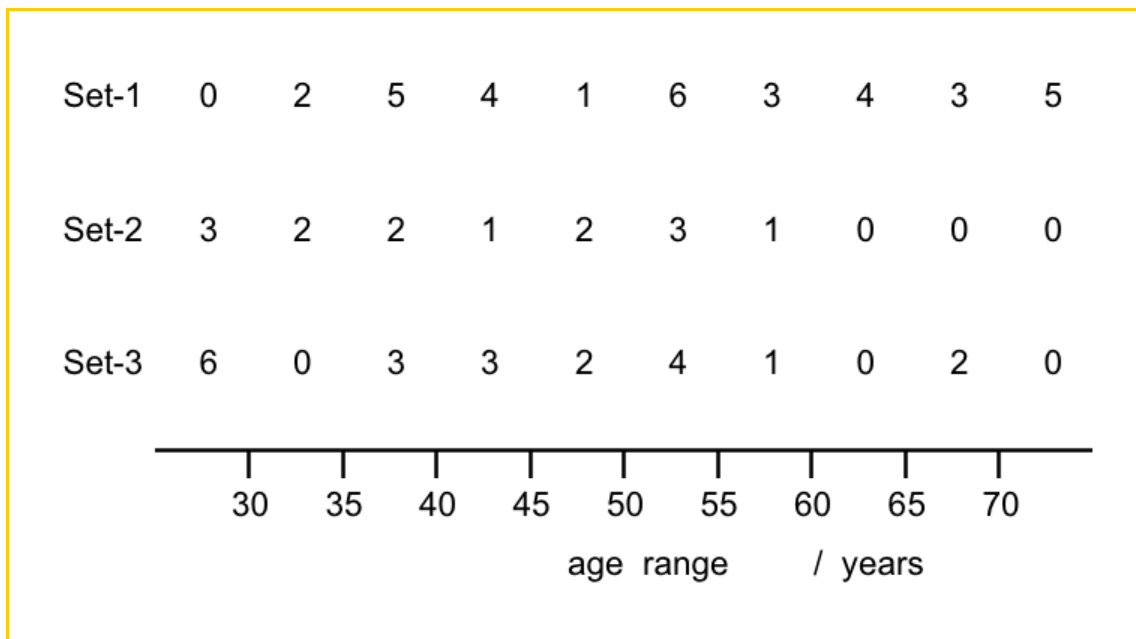 Set-1 0 2 5 4 1 6 3 4 3 5
Set-2 3 2 2 1 2 3 1 0 0 0
Set-3 6 0 3 3 2 4 1 0 2 0
30 35 40 45 50 55 60 65 70
age range / years